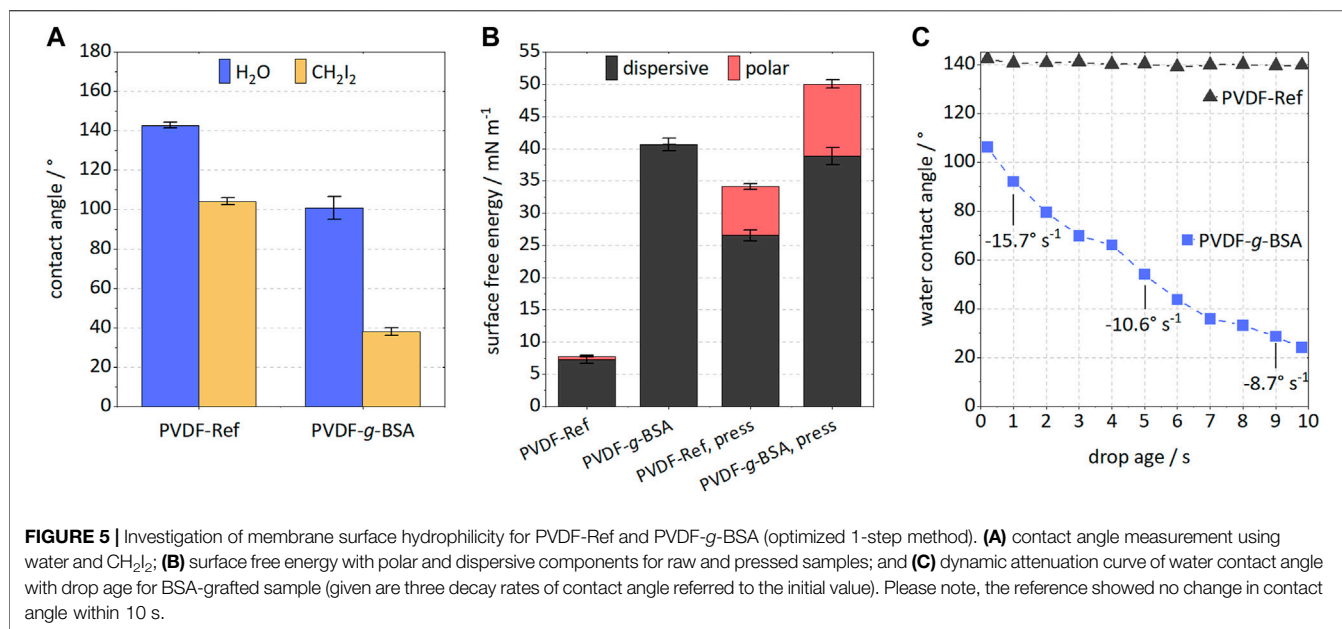 A
contact angle / °
180
160
140
120
100
80
60
40
20
0
H₂O CH₂I₂
PVDF-Ref PVDF-g-BSA
B
surface free energy / mN m⁻¹
55
50
45
40
35
30
25
20
15
10
5
0
dispersive polar
PVDF-Ref
PVDF-g-BSA
PVDF-Ref, press
PVDF-g-BSA, press
C
water contact angle / °
140
120
100
80
60
40
20
0
PVDF-Ref
PVDF-g-BSA
-15.7° s⁻¹
-10.6° s⁻¹
-8.7° s⁻¹
0 1 2 3 4 5 6 7 8 9 10
drop age / s
FIGURE 5 | Investigation of membrane surface hydrophilicity for PVDF-Ref and PVDF-g-BSA (optimized 1-step method). (A) contact angle measurement using
water and CH₂I₂; (B) surface free energy with polar and dispersive components for raw and pressed samples; and (C) dynamic attenuation curve of water contact angle
with drop age for BSA-grafted sample (given are three decay rates of contact angle referred to the initial value). Please note, the reference showed no change in contact
angle within 10 s.